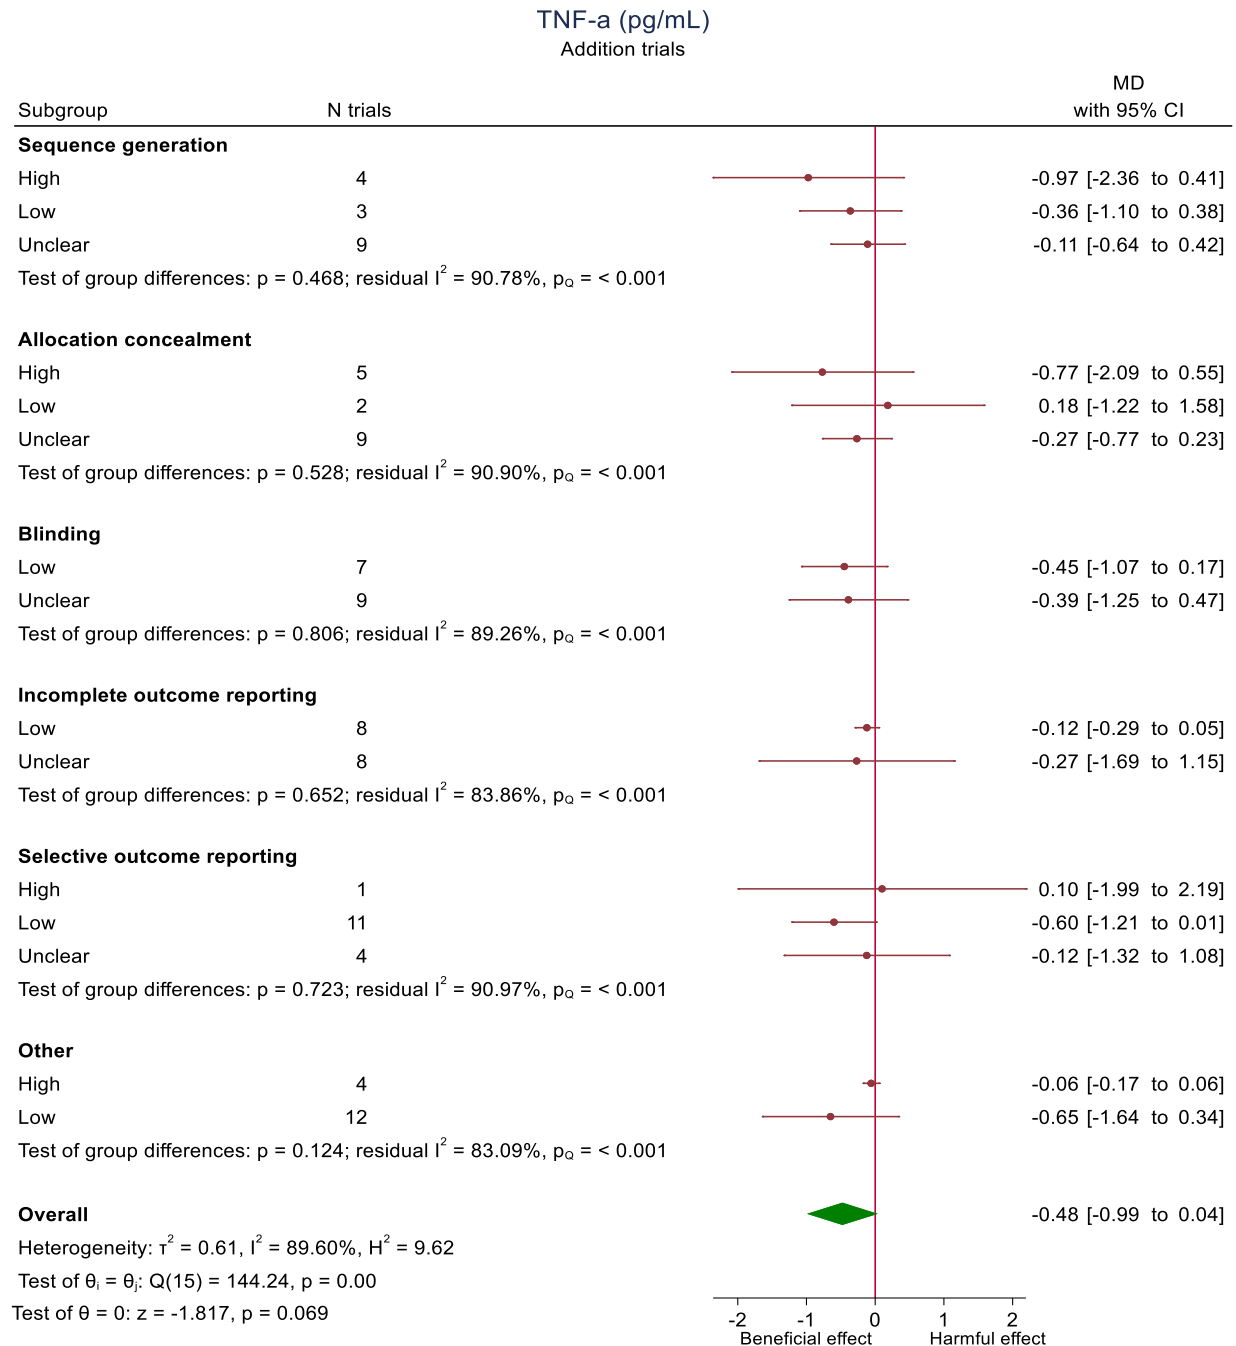 TNF-a (pg/mL)
Addition trials
MD
Subgroup N trials with 95% CI
Sequence generation
High 4 -0.97 [-2.36 to 0.41]
Low 3 -0.36 [-1.10 to 0.38]
Unclear 9 -0.11 [-0.64 to 0.42]
Test of group differences: p = 0.468; residual I² = 90.78%, pQ = < 0.001
Allocation concealment
High 5 -0.77 [-2.09 to 0.55]
Low 2 0.18 [-1.22 to 1.58]
Unclear 9 -0.27 [-0.77 to 0.23]
Test of group differences: p = 0.528; residual I² = 90.90%, pQ = < 0.001
Blinding
Low 7 -0.45 [-1.07 to 0.17]
Unclear 9 -0.39 [-1.25 to 0.47]
Test of group differences: p = 0.806; residual I² = 89.26%, pQ = < 0.001
Incomplete outcome reporting
Low 8 -0.12 [-0.29 to 0.05]
Unclear 8 -0.27 [-1.69 to 1.15]
Test of group differences: p = 0.652; residual I² = 83.86%, pQ = < 0.001
Selective outcome reporting
High 1 0.10 [-1.99 to 2.19]
Low 11 -0.60 [-1.21 to 0.01]
Unclear 4 -0.12 [-1.32 to 1.08]
Test of group differences: p = 0.723; residual I² = 90.97%, pQ = < 0.001
Other
High 4 -0.06 [-0.17 to 0.06]
Low 12 -0.65 [-1.64 to 0.34]
Test of group differences: p = 0.124; residual I² = 83.09%, pQ = < 0.001
Overall -0.48 [-0.99 to 0.04]
Heterogeneity: τ² = 0.61, I² = 89.60%, H² = 9.62
Test of θᵢ = θⱼ: Q(15) = 144.24, p = 0.00
Test of θ = 0: z = -1.817, p = 0.069
-2 -1 0 1 2
Beneficial effect Harmful effect